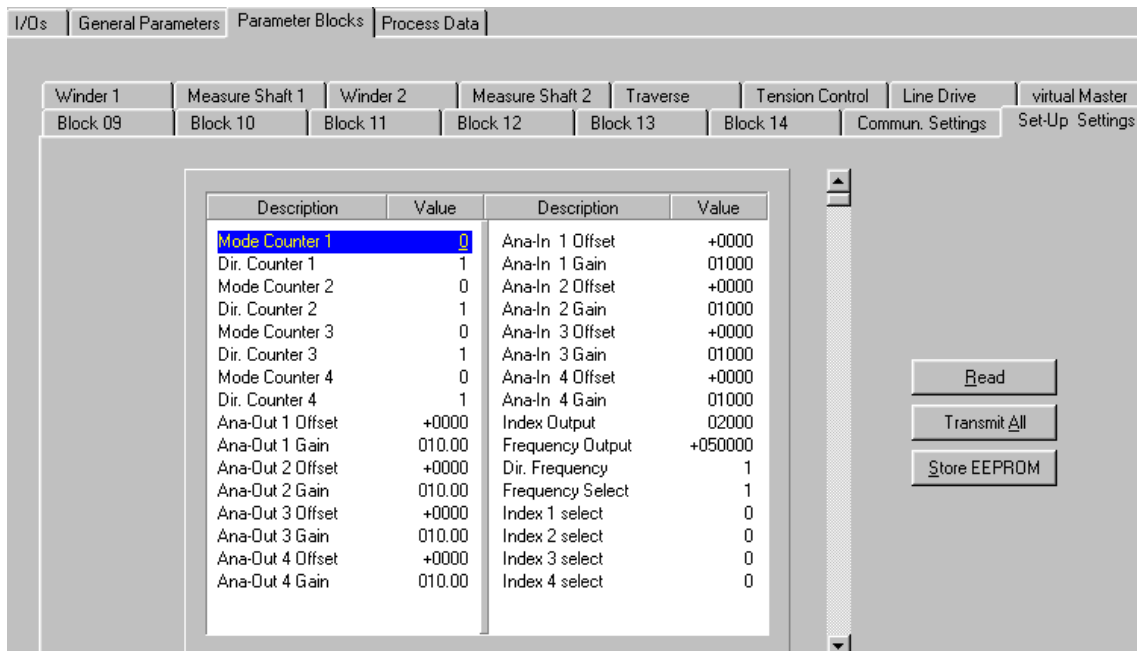 I/Os General Parameters Parameter Blocks Process Data
Winder 1 Measure Shaft 1 Winder 2 Measure Shaft 2 Traverse Tension Control Line Drive virtual Master
Block 09 Block 10 Block 11 Block 12 Block 13 Block 14 Commun. Settings Set-Up Settings
Description Value Description Value
Mode Counter 1 0 Ana-In 1 Offset +0000
Dir. Counter 1 1 Ana-In 1 Gain 01000
Mode Counter 2 0 Ana-In 2 Offset +0000
Dir. Counter 2 1 Ana-In 2 Gain 01000
Mode Counter 3 0 Ana-In 3 Offset +0000
Dir. Counter 3 1 Ana-In 3 Gain 01000
Mode Counter 4 0 Ana-In 4 Offset +0000
Dir. Counter 4 1 Ana-In 4 Gain 01000
Ana-Out 1 Offset +0000 Index Output 02000
Ana-Out 1 Gain 010.00 Frequency Output +050000
Ana-Out 2 Offset +0000 Dir. Frequency 1
Ana-Out 2 Gain 010.00 Frequency Select 1
Ana-Out 3 Offset +0000 Index 1 select 0
Ana-Out 3 Gain 010.00 Index 2 select 0
Ana-Out 4 Offset +0000 Index 3 select 0
Ana-Out 4 Gain 010.00 Index 4 select 0
Read
Transmit All
Store EEPROM